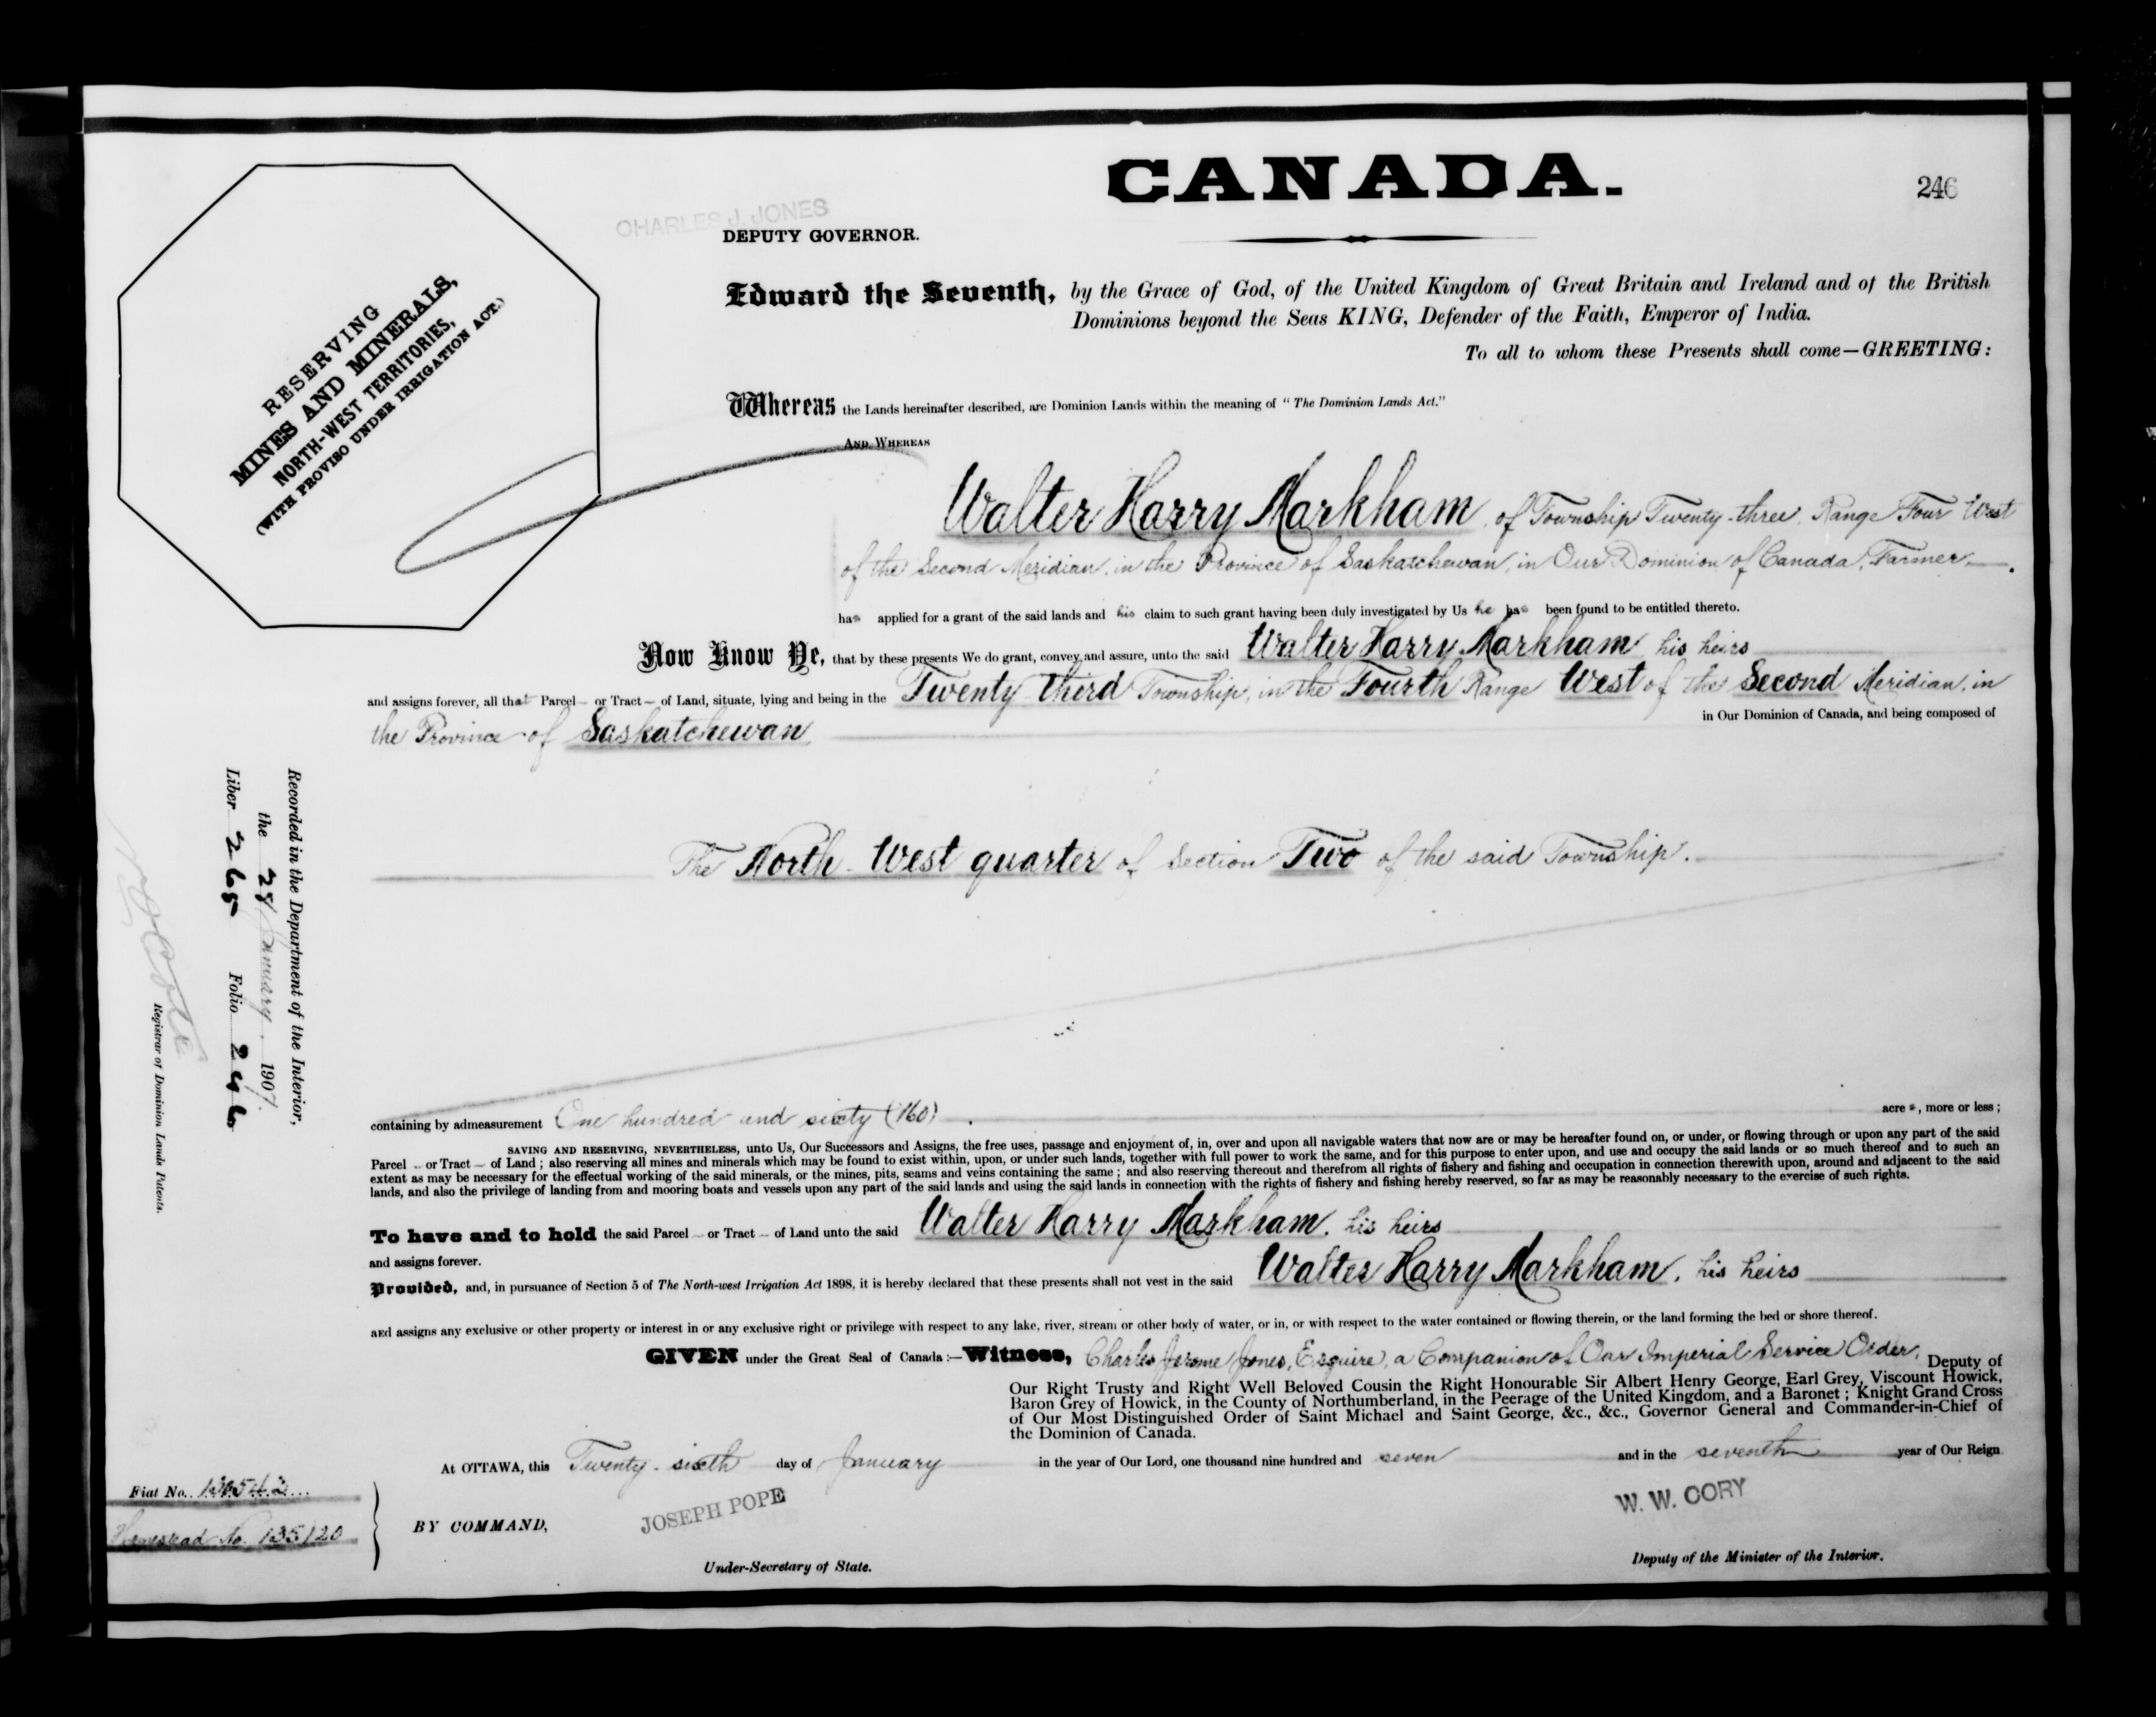 CANADA.
246
CHARLES J. JONES
DEPUTY GOVERNOR.
RESERVING
MINES AND MINERALS,
NORTH-WEST TERRITORIES,
(WITH PROVISO UNDER IRRIGATION ACT.)
Edward the Seventh, by the Grace of God, of the United Kingdom of Great Britain and Ireland and of the British
Dominions beyond the Seas KING, Defender of the Faith, Emperor of India.
To all to whom these Presents shall come—GREETING:
Whereas the Lands hereinafter described, are Dominion Lands within the meaning of "The Dominion Lands Act."
AND WHEREAS
Walter Harry Markham of Township Twenty-three, Range Four West
of the Second Meridian, in the Province of Saskatchewan, in Our Dominion of Canada, Farmer.
has applied for a grant of the said lands and his claim to such grant having been duly investigated by Us he has been found to be entitled thereto.
Now Know Ye, that by these presents We do grant, convey and assure, unto the said Walter Harry Markham his heirs
and assigns forever, all that Parcel — or Tract — of Land, situate, lying and being in the Twenty third Township, in the Fourth Range West of the Second Meridian, in
the Province of Saskatchewan
in Our Dominion of Canada, and being composed of
The North-West quarter of Section Two of the said Township.
containing by admeasurement One hundred and sixty (160) acres, more or less;
SAVING AND RESERVING, NEVERTHELESS, unto Us, Our Successors and Assigns, the free uses, passage and enjoyment of, in, over and upon all navigable waters that now are or may be hereafter found on, or under, or flowing through or upon any part of the said
Parcel — or Tract — of Land; also reserving all mines and minerals which may be found to exist within, upon, or under such lands, together with full power to work the same, and for this purpose to enter upon, and use and occupy the said lands or so much thereof and to such an
extent as may be necessary for the effectual working of the said minerals, or the mines, pits, seams and veins containing the same; and also reserving thereout and therefrom all rights of fishery and fishing and occupation in connection therewith upon, around and adjacent to the said
lands, and also the privilege of landing from and mooring boats and vessels upon any part of the said lands and using the said lands in connection with the rights of fishery and fishing hereby reserved, so far as may be reasonably necessary to the exercise of such rights.
To have and to hold the said Parcel — or Tract — of Land unto the said Walter Harry Markham, his heirs
and assigns forever.
Provided, and, in pursuance of Section 5 of The North-west Irrigation Act 1898, it is hereby declared that these presents shall not vest in the said Walter Harry Markham, his heirs
and assigns any exclusive or other property or interest in or any exclusive right or privilege with respect to any lake, river, stream or other body of water, or in, or with respect to the water contained or flowing therein, or the land forming the bed or shore thereof.
GIVEN under the Great Seal of Canada:—Witness, Charles Jerome Jones, Esquire, a Companion of Our Imperial Service Order, Deputy of
Our Right Trusty and Right Well Beloved Cousin the Right Honourable Sir Albert Henry George, Earl Grey, Viscount Howick,
Baron Grey of Howick, in the County of Northumberland, in the Peerage of the United Kingdom, and a Baronet; Knight Grand Cross
of Our Most Distinguished Order of Saint Michael and Saint George, &c., &c., Governor General and Commander-in-Chief of
the Dominion of Canada.
At OTTAWA, this Twenty-sixth day of January in the year of Our Lord, one thousand nine hundred and seven and in the seventh year of Our Reign
BY COMMAND,
JOSEPH POPE
Under-Secretary of State.
W. W. CORY
Deputy of the Minister of the Interior.
Fiat No.
Homestead No. 135120
Recorded in the Department of the Interior,
the 28 January 1907.
Liber 265 Folio 246
Registrar of Dominion Lands Patents.